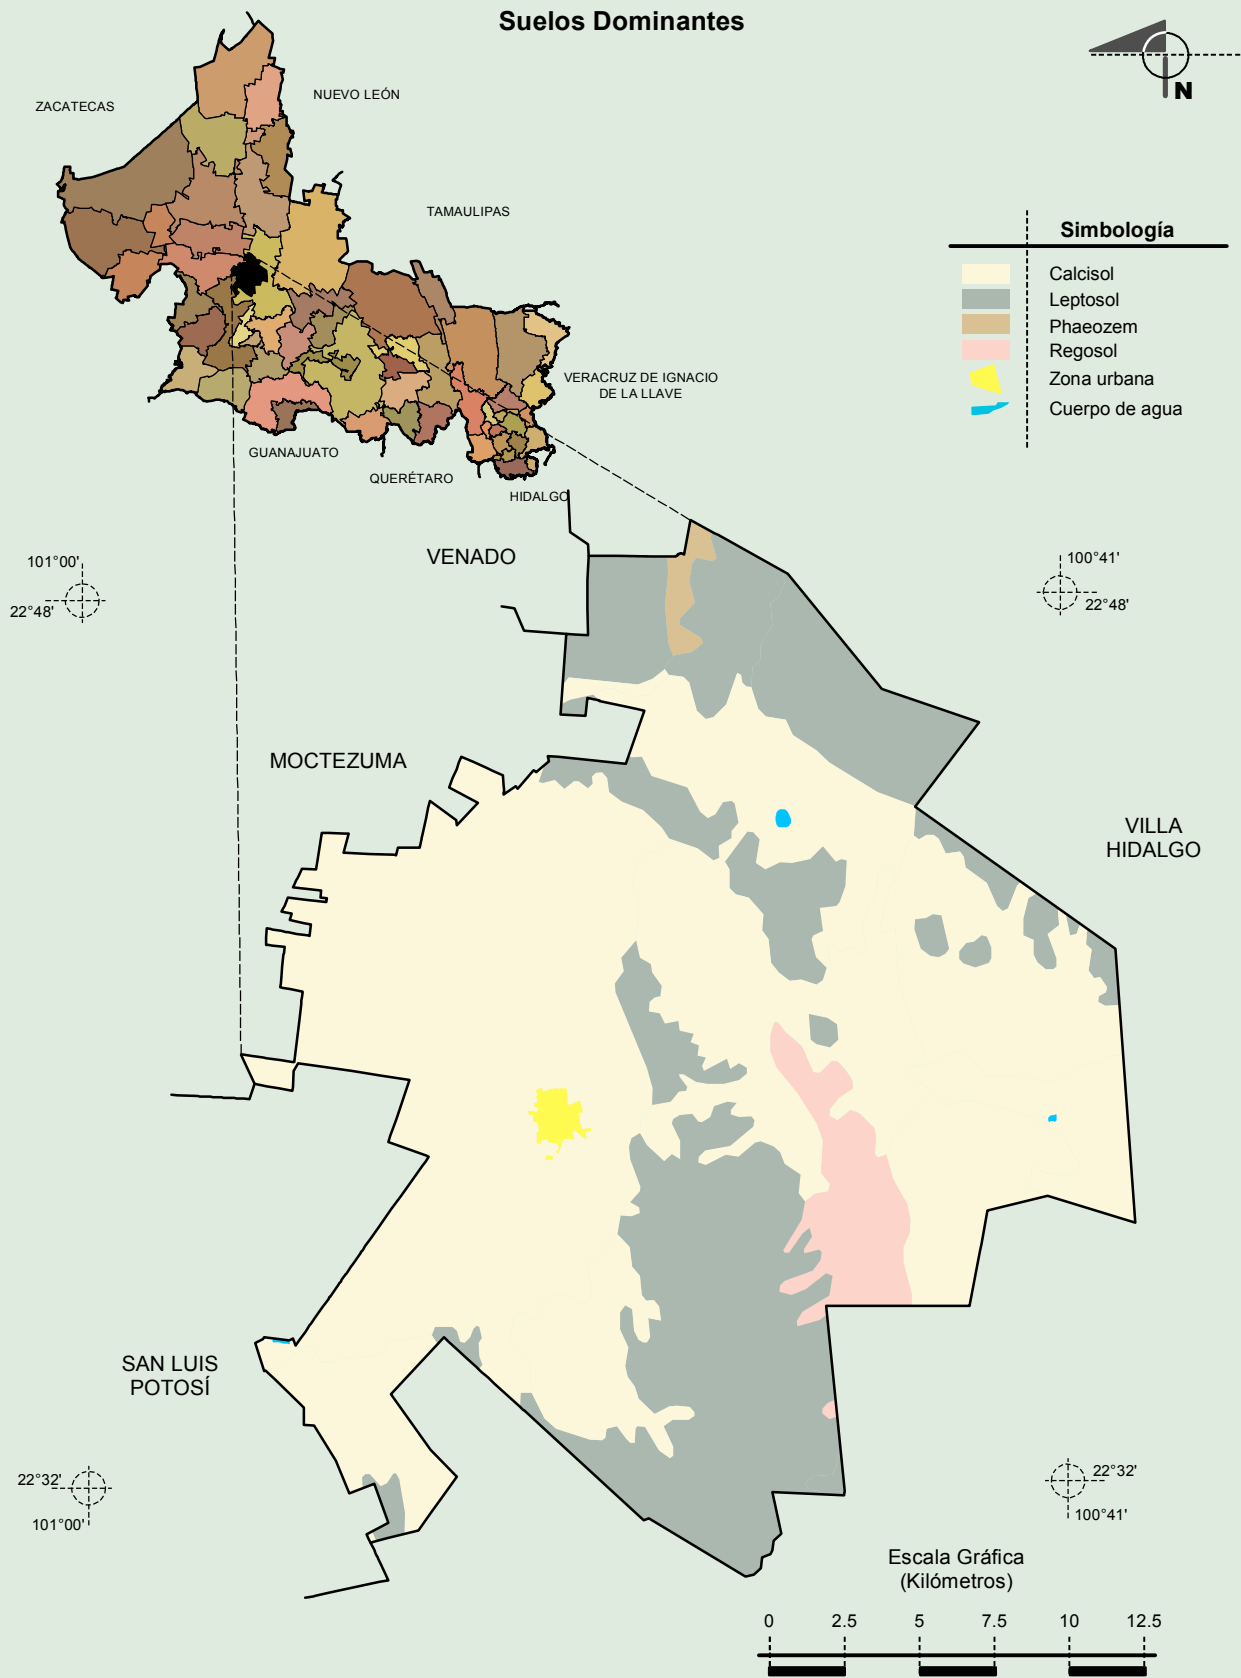 Suelos Dominantes
N
ZACATECAS
NUEVO LEÓN
TAMAULIPAS
VERACRUZ DE IGNACIO
DE LA LLAVE
GUANAJUATO
QUERÉTARO
HIDALGO
Simbología
Calcisol
Leptosol
Phaeozem
Regosol
Zona urbana
Cuerpo de agua
VENADO
101°00'
22°48'
100°41'
22°48'
MOCTEZUMA
VILLA
HIDALGO
SAN LUIS
POTOSÍ
22°32'
101°00'
22°32'
100°41'
Escala Gráfica
(Kilómetros)
0 2.5 5 7.5 10 12.5